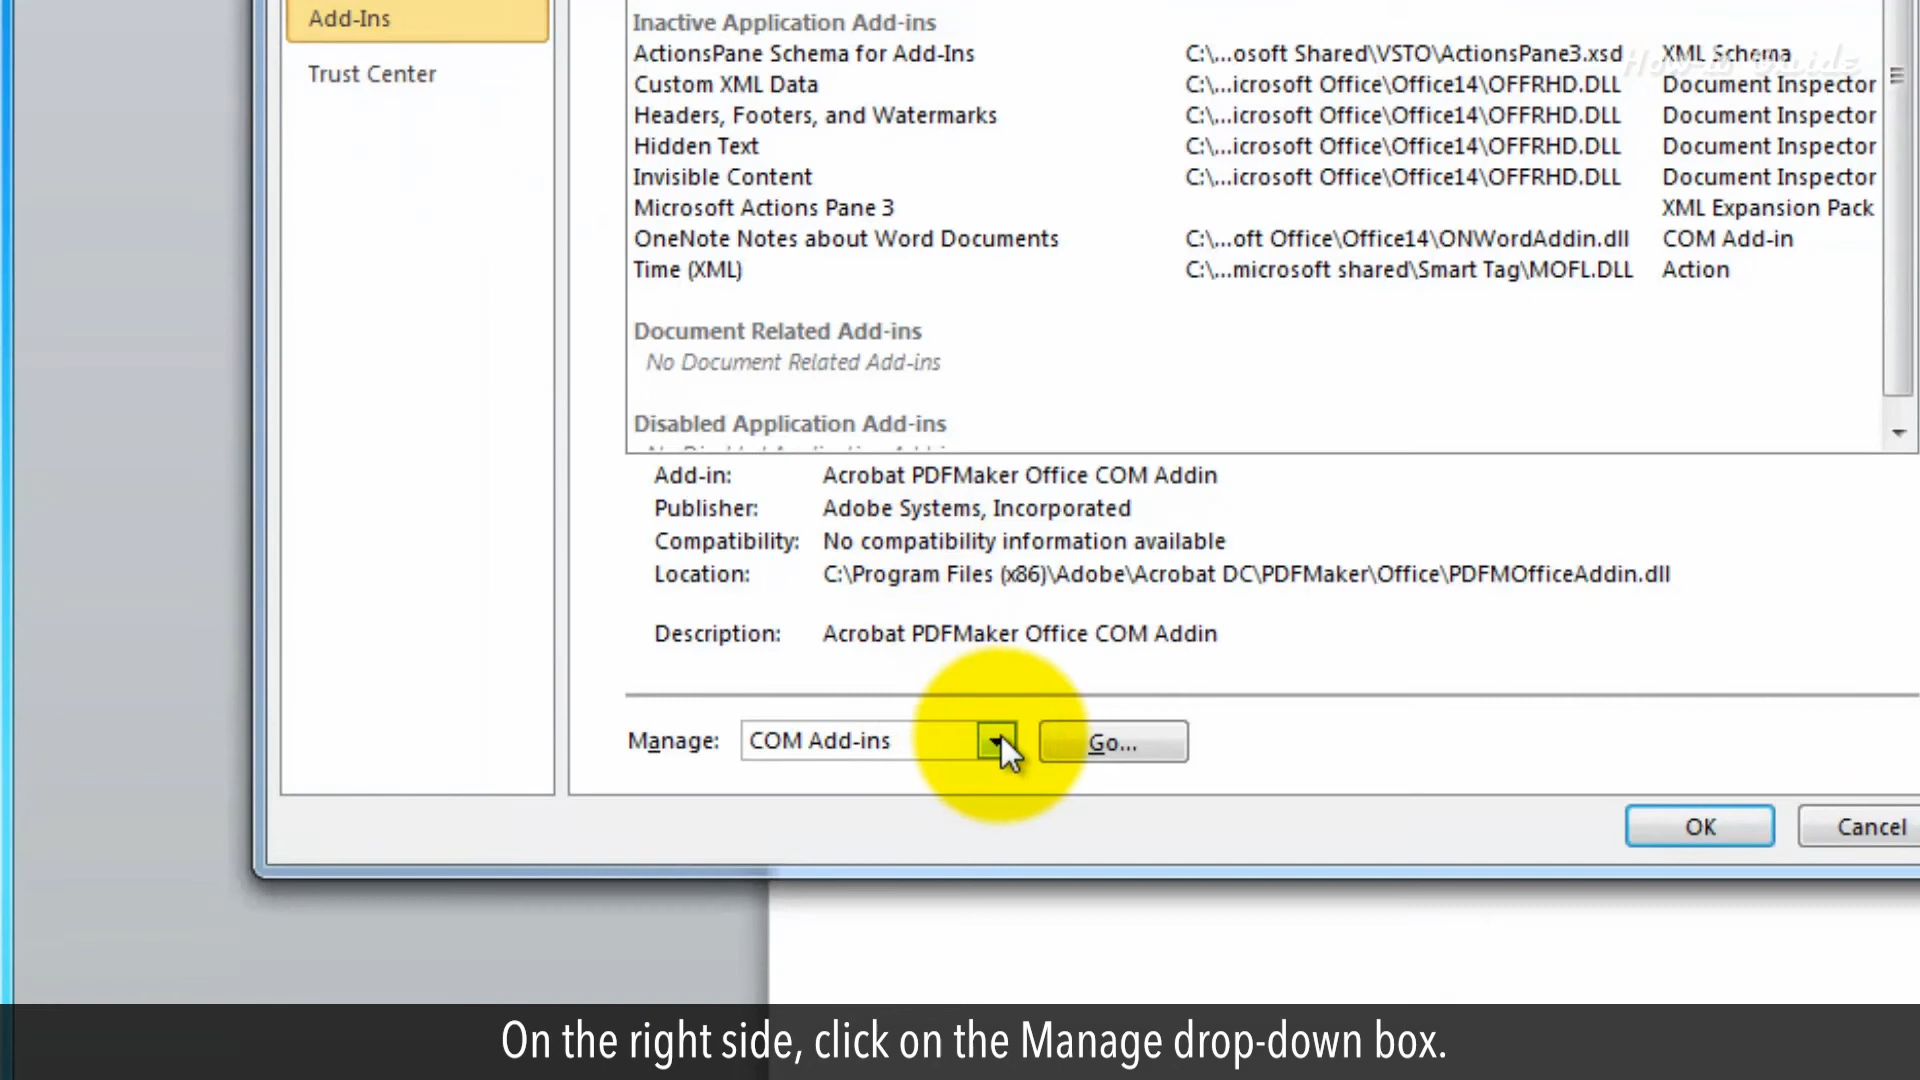 Add-Ins
Trust Center
Inactive Application Add-ins
ActionsPane Schema for Add-Ins C:\...osoft Shared\VSTO\ActionsPane3.xsd XML Schema
How-to Guide
Custom XML Data C:\...icrosoft Office\Office14\OFFRHD.DLL Document Inspector
Headers, Footers, and Watermarks C:\...icrosoft Office\Office14\OFFRHD.DLL Document Inspector
Hidden Text C:\...icrosoft Office\Office14\OFFRHD.DLL Document Inspector
Invisible Content C:\...icrosoft Office\Office14\OFFRHD.DLL Document Inspector
Microsoft Actions Pane 3 XML Expansion Pack
OneNote Notes about Word Documents C:\...oft Office\Office14\ONWordAddin.dll COM Add-in
Time (XML) C:\...microsoft shared\Smart Tag\MOFL.DLL Action
Document Related Add-ins
No Document Related Add-ins
Disabled Application Add-ins
Add-in: Acrobat PDFMaker Office COM Addin
Publisher: Adobe Systems, Incorporated
Compatibility: No compatibility information available
Location: C:\Program Files (x86)\Adobe\Acrobat DC\PDFMaker\Office\PDFMOfficeAddin.dll
Description: Acrobat PDFMaker Office COM Addin
Manage: COM Add-ins Go...
OK Cancel
On the right side, click on the Manage drop-down box.